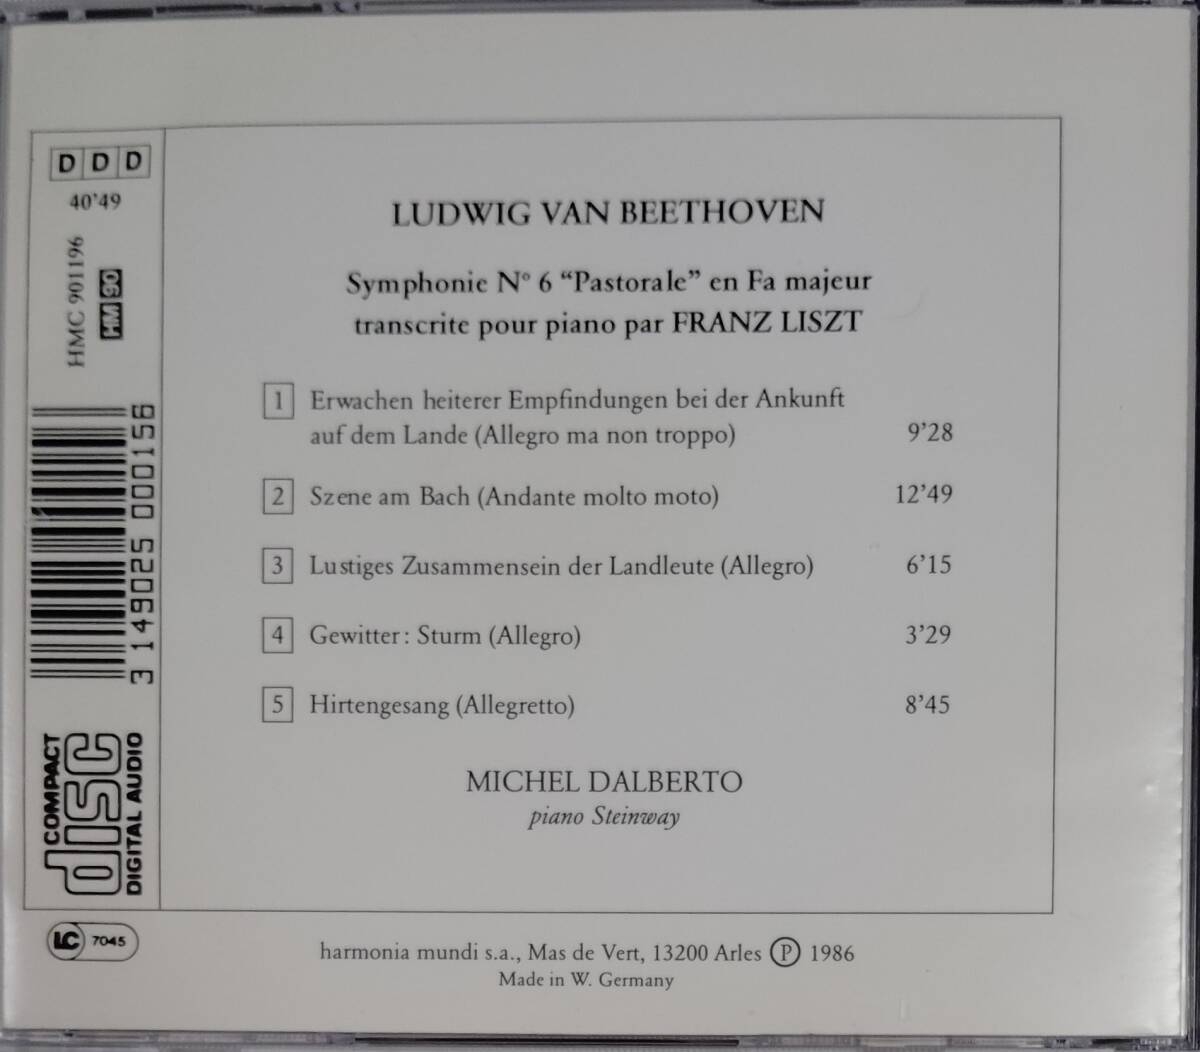 DDD
40'49
HMC 901196
HM 90
3 149025 000156
COMPACT
disc
DIGITAL AUDIO
LC 7045
LUDWIG VAN BEETHOVEN
Symphonie N° 6 “Pastorale” en Fa majeur
transcrite pour piano par FRANZ LISZT
1 Erwachen heiterer Empfindungen bei der Ankunft
auf dem Lande (Allegro ma non troppo) 9'28
2 Szene am Bach (Andante molto moto) 12'49
3 Lustiges Zusammensein der Landleute (Allegro) 6'15
4 Gewitter: Sturm (Allegro) 3'29
5 Hirtengesang (Allegretto) 8'45
MICHEL DALBERTO
piano Steinway
harmonia mundi s.a., Mas de Vert, 13200 Arles Ⓟ 1986
Made in W. Germany